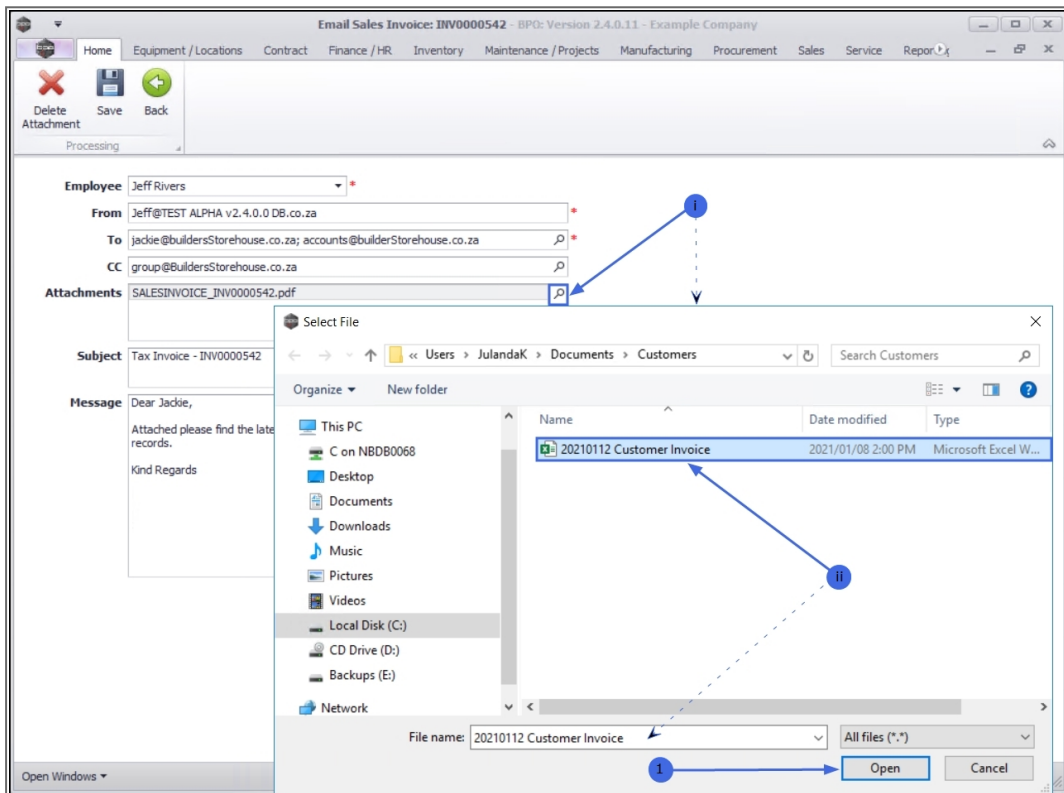 Email Sales Invoice: INV0000542 - BPO: Version 2.4.0.11 - Example Company
Home Equipment / Locations Contract Finance / HR Inventory Maintenance / Projects Manufacturing Procurement Sales Service Repor
Delete Attachment Save Back
Processing
Employee Jeff Rivers *
From Jeff@TEST ALPHA v2.4.0.0 DB.co.za *
To jackie@buildersStorehouse.co.za; accounts@builderStorehouse.co.za *
CC group@BuildersStorehouse.co.za
Attachments SALESINVOICE_INV0000542.pdf
i
Select File
« Users > JulandaK > Documents > Customers
Search Customers
Subject Tax Invoice - INV0000542
Organize New folder
Message Dear Jackie,
Attached please find the late
records.
Kind Regards
Name Date modified Type
20210112 Customer Invoice 2021/01/08 2:00 PM Microsoft Excel W...
This PC
C on NBDB0068
Desktop
Documents
Downloads
Music
Pictures
Videos
Local Disk (C:)
CD Drive (D:)
Backups (E:)
Network
ii
File name: 20210112 Customer Invoice All files (*.*)
1
Open Cancel
Open Windows